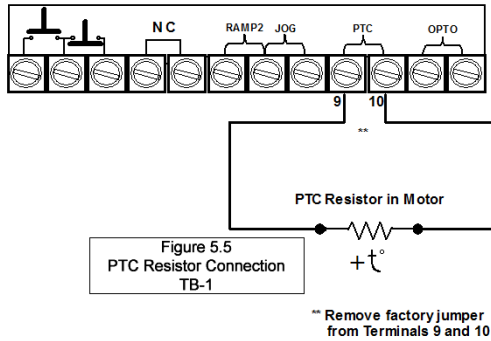 N C
RAMP2 JOG PTC OPTO
9 10
**
PTC Resistor in Motor
+t°
Figure 5.5
PTC Resistor Connection
TB-1
** Remove factory jumper
from Terminals 9 and 10